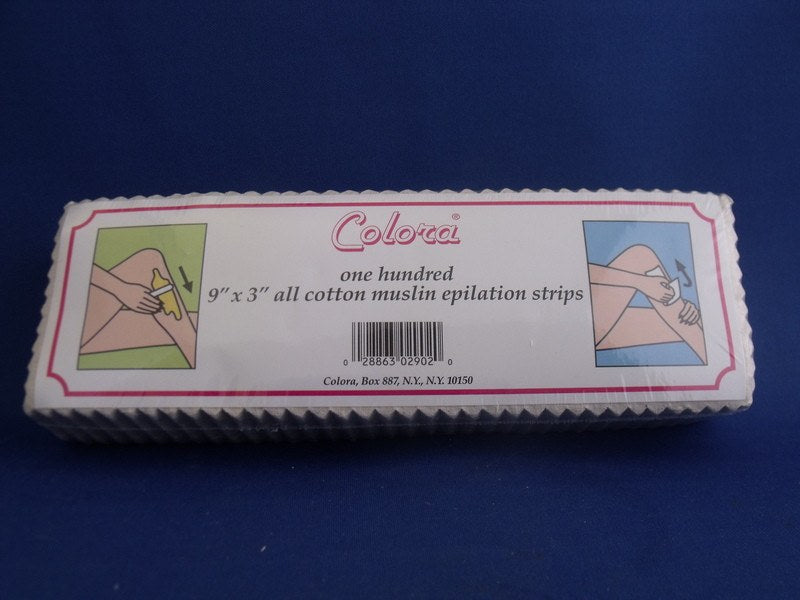 Colora®
one hundred
9" x 3" all cotton muslin epilation strips
0 28863 02902 0
Colora, Box 887, N.Y., N.Y. 10150